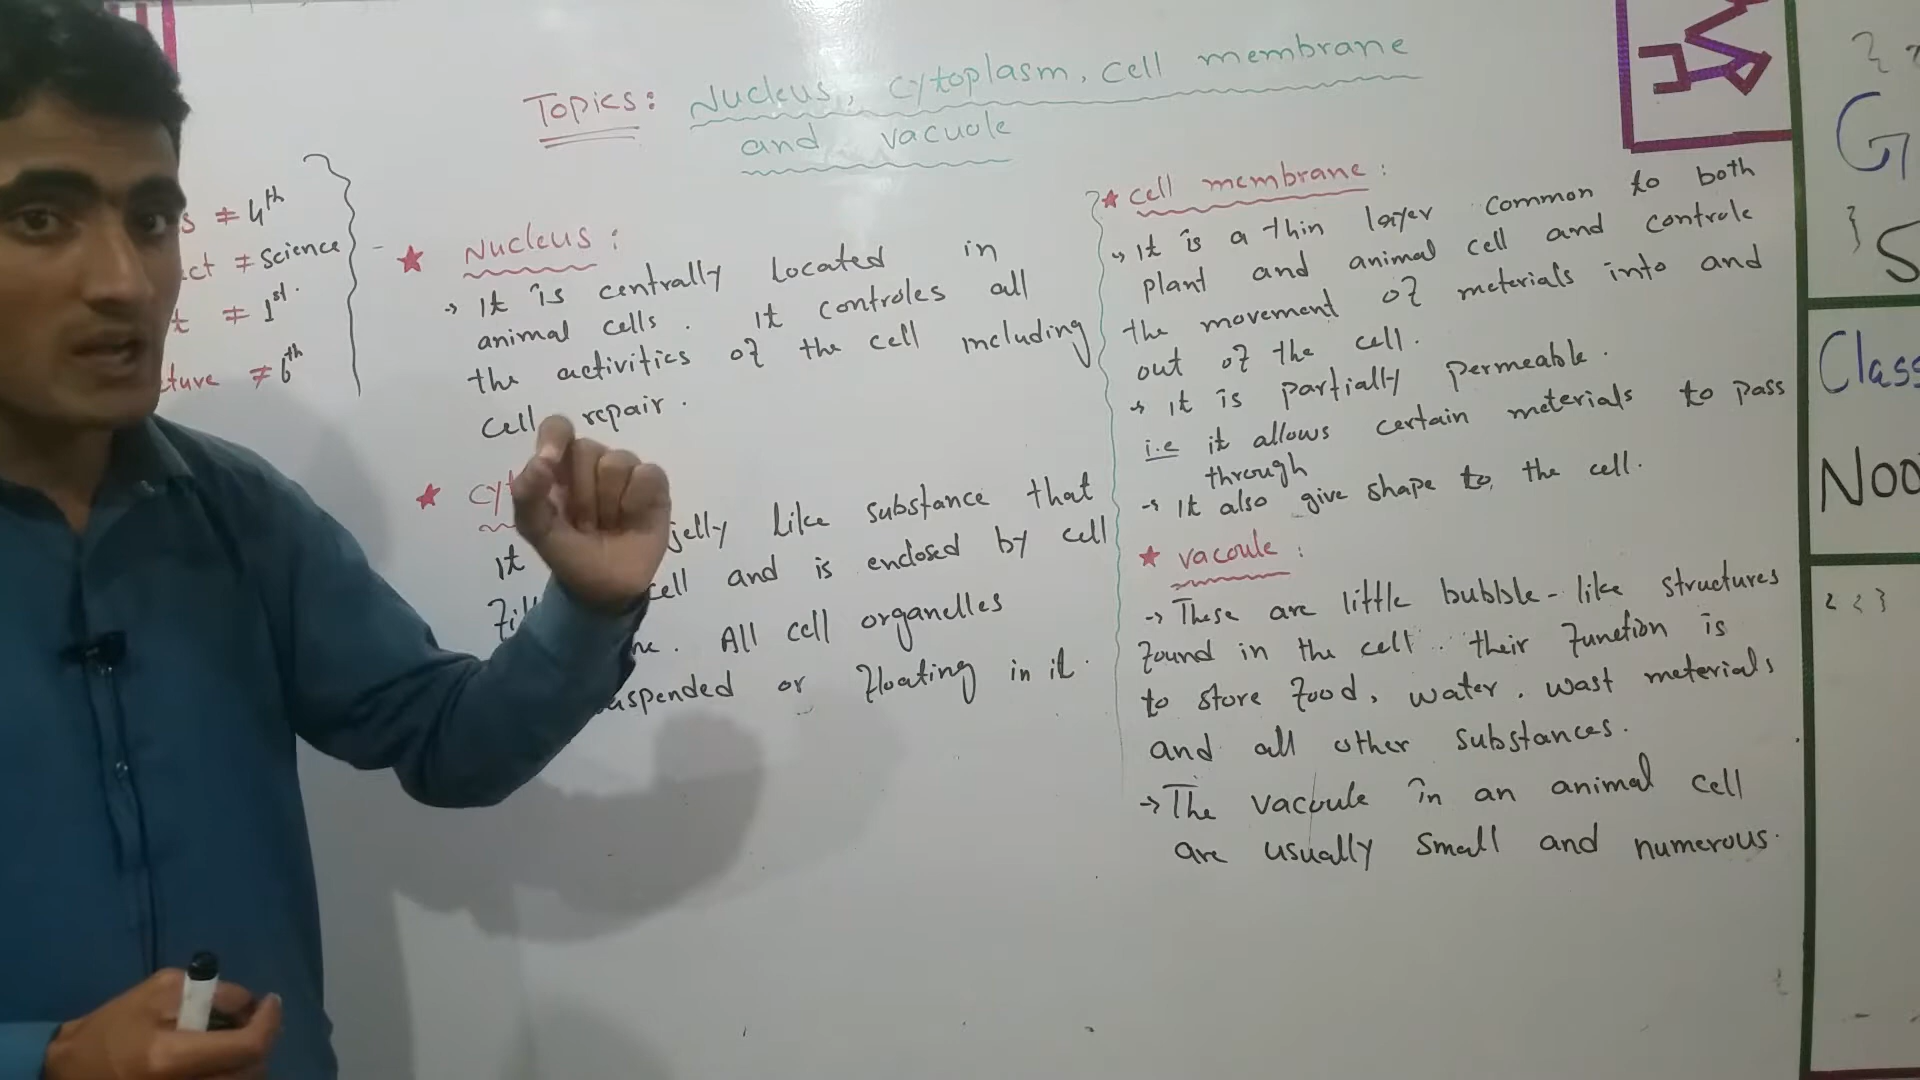 Topics: Nucleus, cytoplasm, cell membrane
and vacuole
s ≠ 4th
ct ≠ science
t ≠ 1st.
ture ≠ 6th
★ Nucleus :
→ It is centrally Located in
animal cells. It controles all
the activities of the cell including
cell repair.
★ cyt
It jelly like substance that
fill cell and is enclosed by cell
ne. All cell organelles
uspended or floating in it.
★ cell membrane :
→ It is a thin layer common to both
plant and animal cell and controle
the movement of meterials into and
out of the cell.
→ It is partially permeable.
i.e it allows certain meterials to pass
through
→ It also give shape to the cell.
★ vacoule :
→ These are little bubble-like structures
found in the cell. their function is
to store food, water, wast meterials
and all other substances.
→ The vacoule in an animal cell
are usually small and numerous.
G
S
Class
Noo